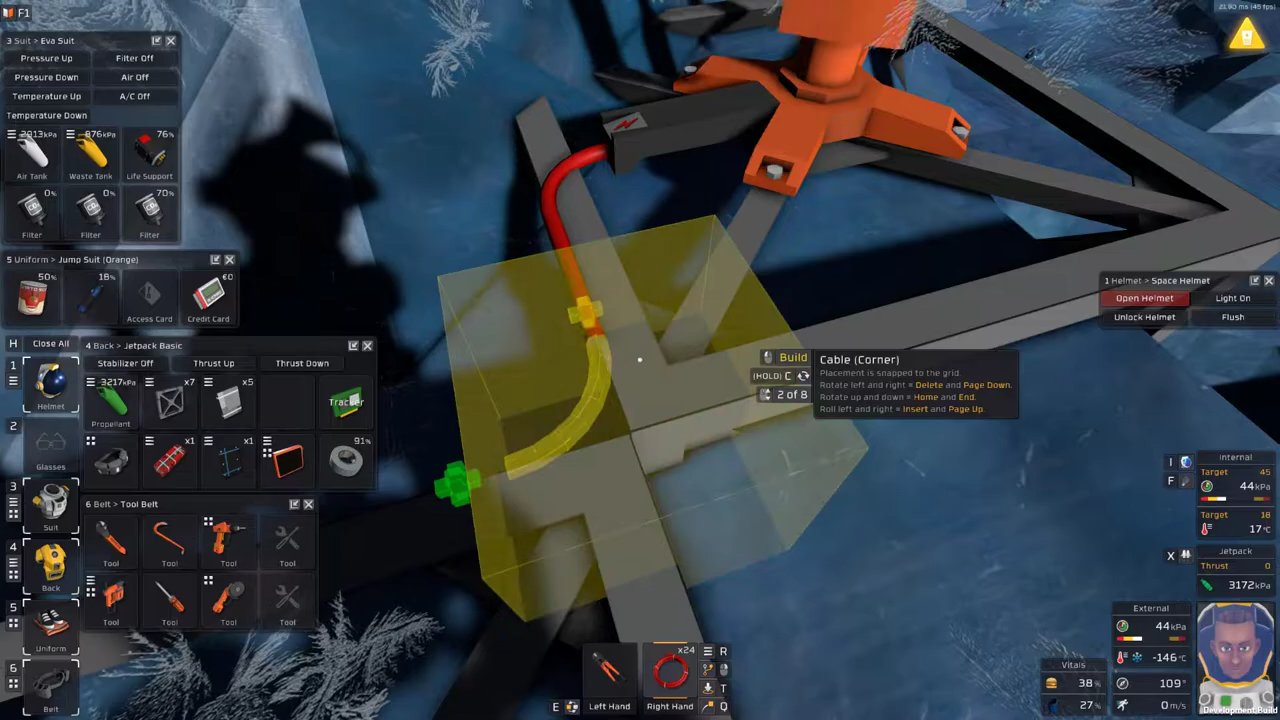 F1
21.80 ms (45 fps)
3 Suit > Eva Suit
Pressure Up
Filter Off
Pressure Down
Air Off
Temperature Up
A/C Off
Temperature Down
2913kPa
876kPa
76%
Air Tank
Waste Tank
Life Support
0%
0%
70%
Filter
Filter
Filter
5 Uniform > Jump Suit (Orange)
50%
18%
€0
Access Card
Credit Card
H
Close All
1
Helmet
2
Glasses
3
Suit
4
Back
5
Uniform
6
Belt
4 Back > Jetpack Basic
Stabilizer Off
Thrust Up
Thrust Down
3217kPa
x7
x5
Propellant
Tracker
x1
x1
91%
6 Belt > Tool Belt
Tool
Tool
Tool
Tool
Tool
Tool
Tool
Tool
Build
(HOLD) C
2 of 8
Cable (Corner)
Placement is snapped to the grid.
Rotate left and right = Delete and Page Down.
Rotate up and down = Home and End.
Roll left and right = Insert and Page Up.
1 Helmet > Space Helmet
Open Helmet
Light On
Unlock Helmet
Flush
I
F
Internal
Target 45
44kPa
Target 18
17°C
X
Jetpack
Thrust 0
3172kPa
External
44kPa
-146°C
109°
0m/s
Vitals
38%
27%
Development Build
x24
R
T
E
Left Hand
Right Hand
Q